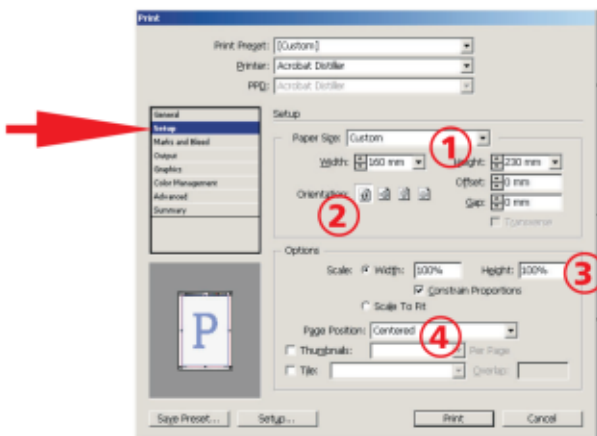 Print
Print Preset: [Custom]
Printer: Acrobat Distiller
PPD: Acrobat Distiller
General
Setup
Marks and Bleed
Output
Graphics
Color Management
Advanced
Summary
Setup
Paper Size: Custom
1
Width: 160 mm Height: 230 mm
Orientation: Offset: 0 mm
2
Gap: 0 mm
Transverse
Options
Scale: Width: 100% Height: 100%
3
Constrain Proportions
Scale To Fit
Page Position: Centered
4
Thumbnails: Per Page
Tile: Overlap:
P
Save Preset... Setup... Print Cancel